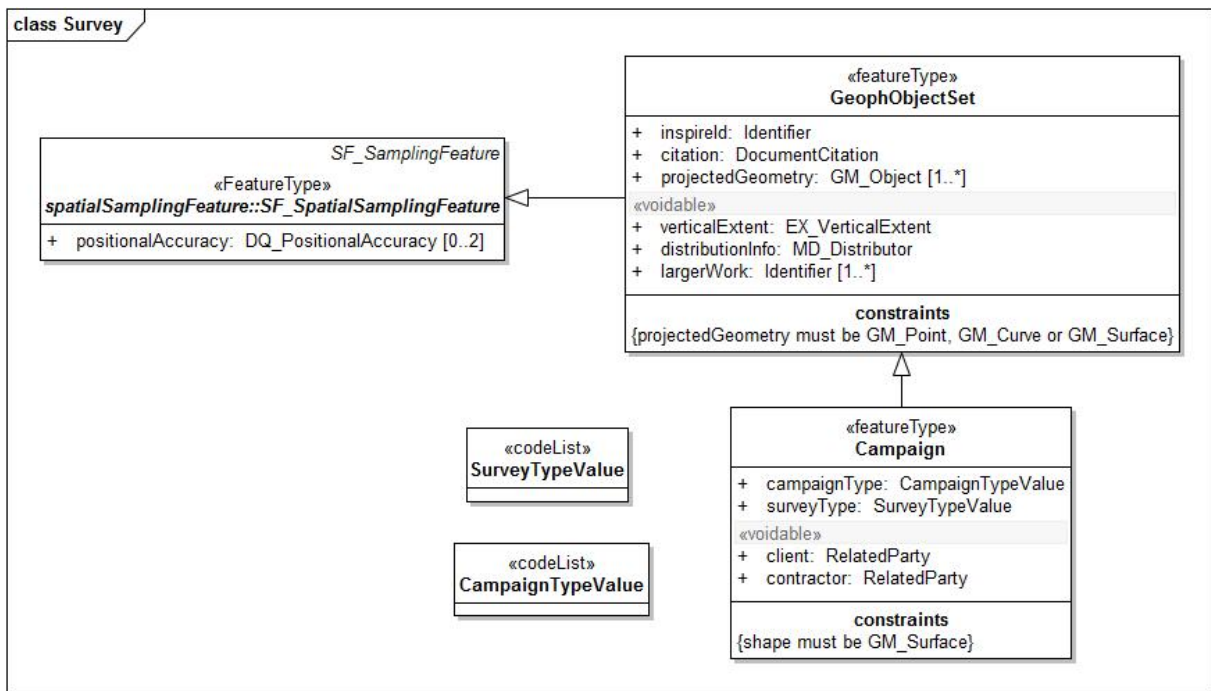 class Survey
«featureType»
GeophObjectSet
+ inspireId: Identifier
+ citation: DocumentCitation
+ projectedGeometry: GM_Object [1..*]
«voidable»
+ verticalExtent: EX_VerticalExtent
+ distributionInfo: MD_Distributor
+ largerWork: Identifier [1..*]
constraints
{projectedGeometry must be GM_Point, GM_Curve or GM_Surface}
SF_SamplingFeature
«FeatureType»
spatialSamplingFeature::SF_SpatialSamplingFeature
+ positionalAccuracy: DQ_PositionalAccuracy [0..2]
«codeList»
SurveyTypeValue
«codeList»
CampaignTypeValue
«featureType»
Campaign
+ campaignType: CampaignTypeValue
+ surveyType: SurveyTypeValue
«voidable»
+ client: RelatedParty
+ contractor: RelatedParty
constraints
{shape must be GM_Surface}